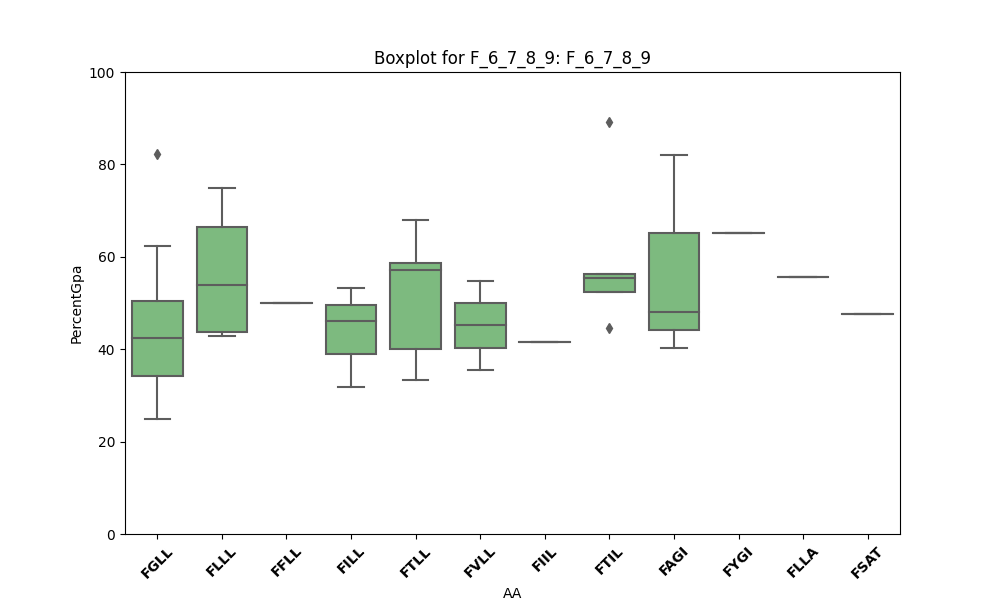 Boxplot for F_6_7_8_9: F_6_7_8_9
100
80
60
40
20
0
PercentGpa
FGLL
FLLL
FFLL
FILL
FTLL
FVLL
FIIL
FTIL
FAGI
FYGI
FLLA
FSAT
AA